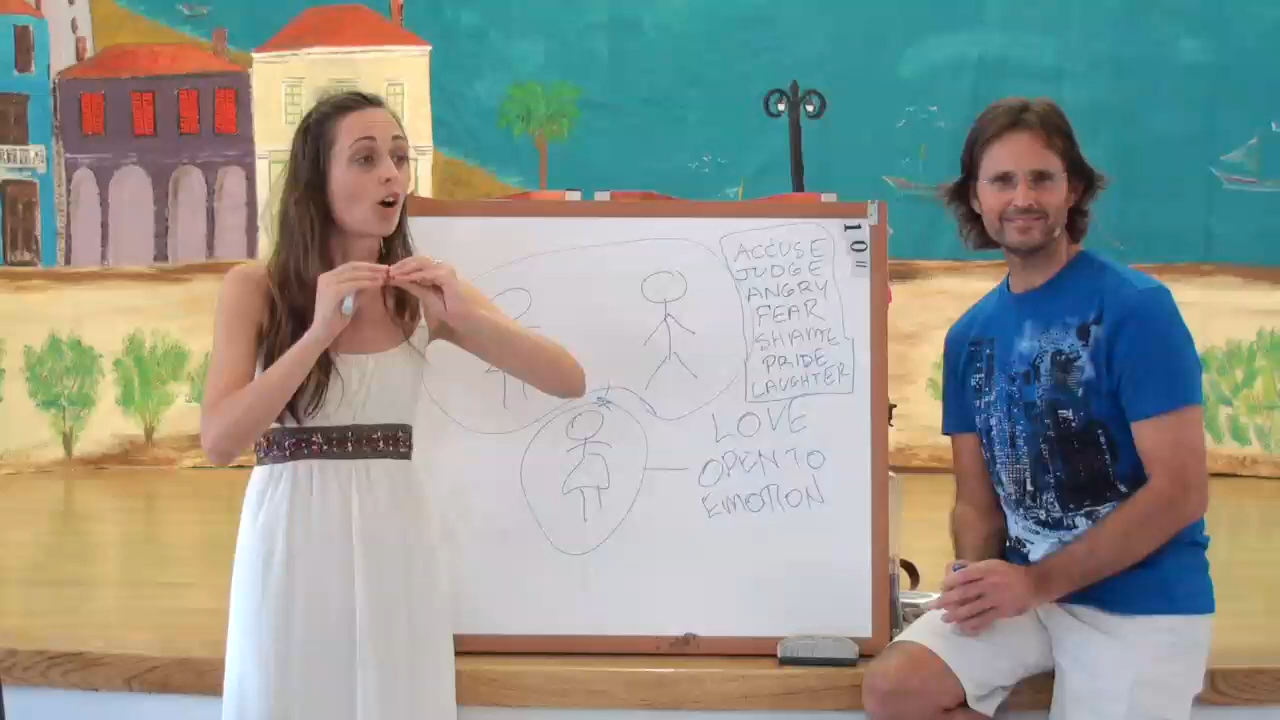 10"
ACCUSE
JUDGE
ANGRY
FEAR
SHAME
PRIDE
LAUGHTER
LOVE
OPEN TO
EMOTION